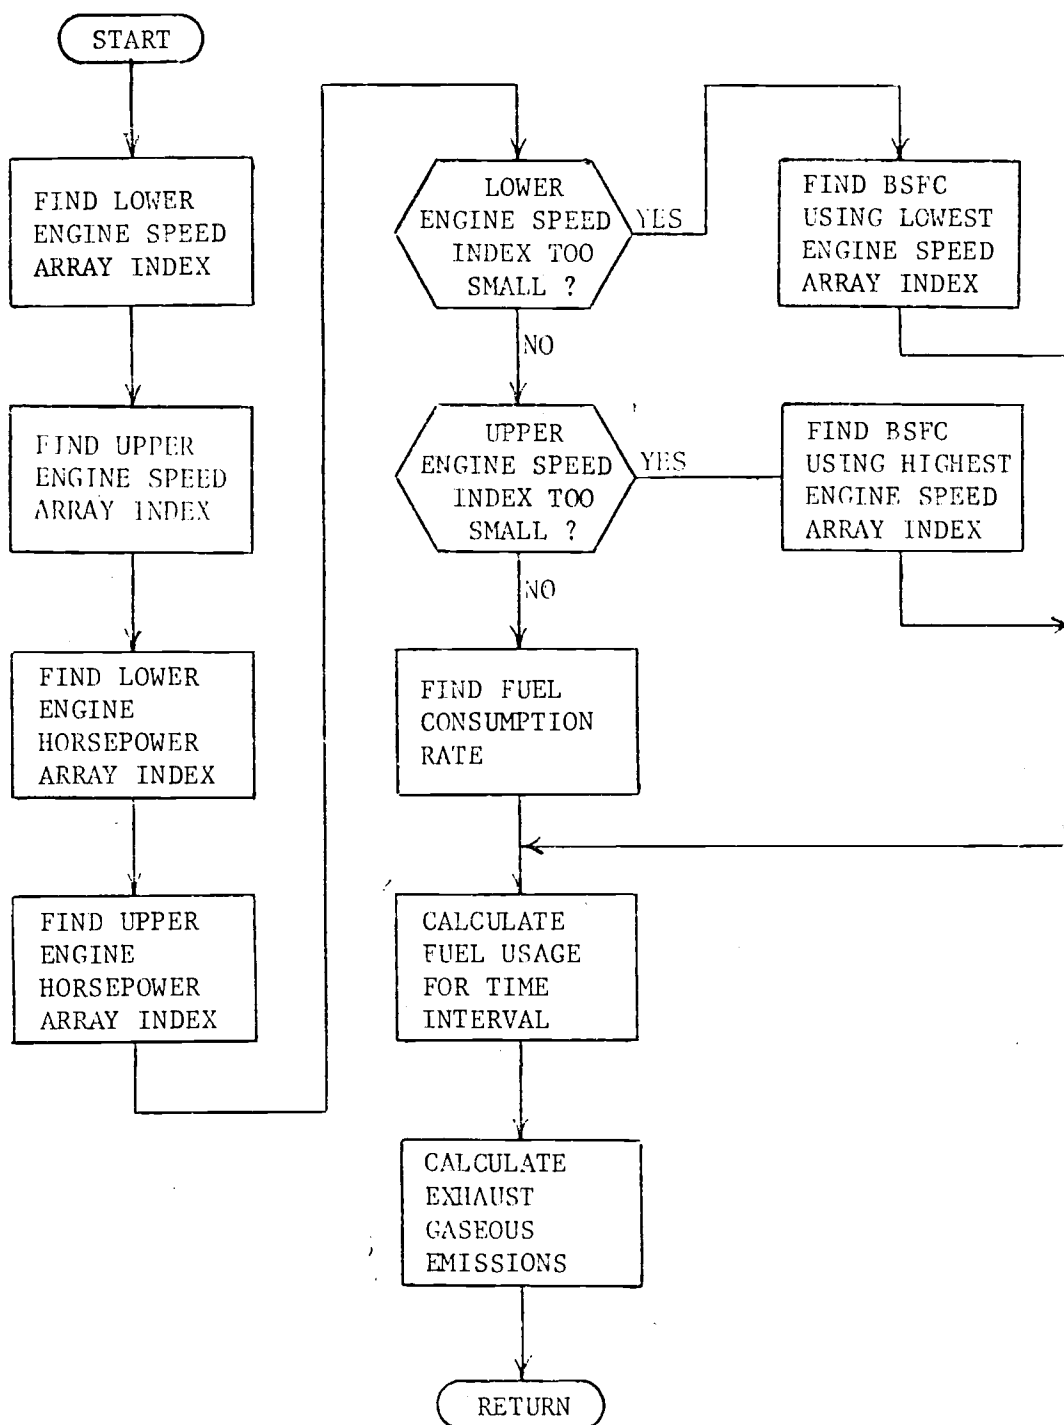 START
FIND LOWER
ENGINE SPEED
ARRAY INDEX
FIND UPPER
ENGINE SPEED
ARRAY INDEX
FIND LOWER
ENGINE
HORSEPOWER
ARRAY INDEX
FIND UPPER
ENGINE
HORSEPOWER
ARRAY INDEX
LOWER
ENGINE SPEED
INDEX TOO
SMALL ?
YES
NO
FIND BSFC
USING LOWEST
ENGINE SPEED
ARRAY INDEX
UPPER
ENGINE SPEED
INDEX TOO
SMALL ?
YES
NO
FIND BSFC
USING HIGHEST
ENGINE SPEED
ARRAY INDEX
FIND FUEL
CONSUMPTION
RATE
CALCULATE
FUEL USAGE
FOR TIME
INTERVAL
CALCULATE
EXHAUST
GASEOUS
EMISSIONS
RETURN